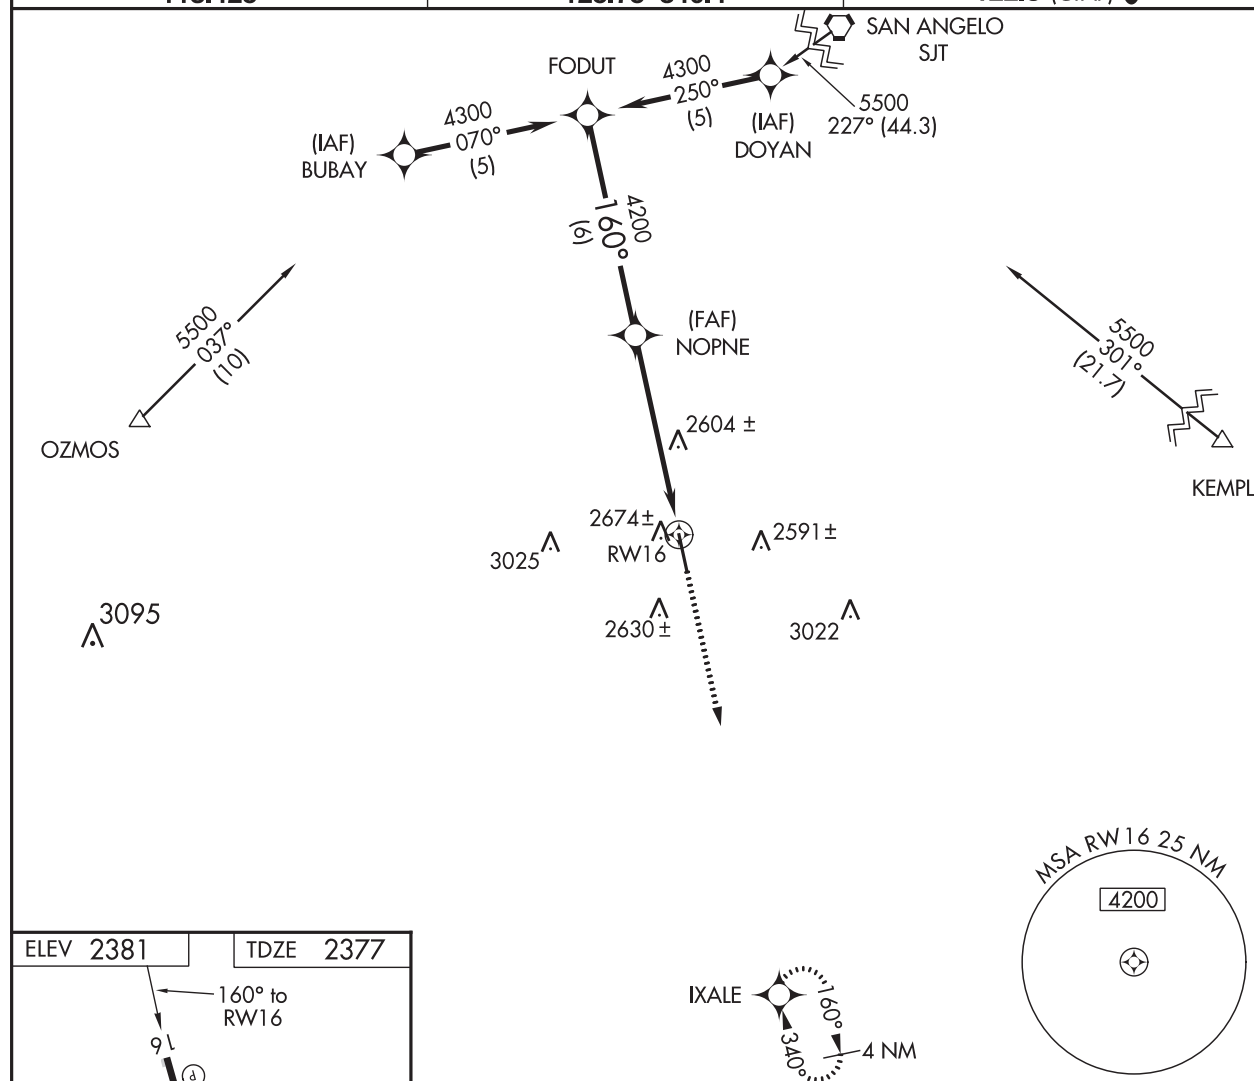 SAN ANGELO
SJT
FODUT
4300
250°
(5)
(IAF)
DOYAN
5500
227° (44.3)
(IAF)
BUBAY
4300
070°
(5)
4200
160°
(6)
5500
037°
(10)
OZMOS
(FAF)
NOPNE
5500
301°
(21.7)
KEMPL
2604 ±
2674 ±
RW16
2591 ±
3025
3095
2630 ±
3022
MSA RW16 25 NM
4200
ELEV 2381
TDZE 2377
160° to
RW16
16
P
IXALE
160°
340°
4 NM